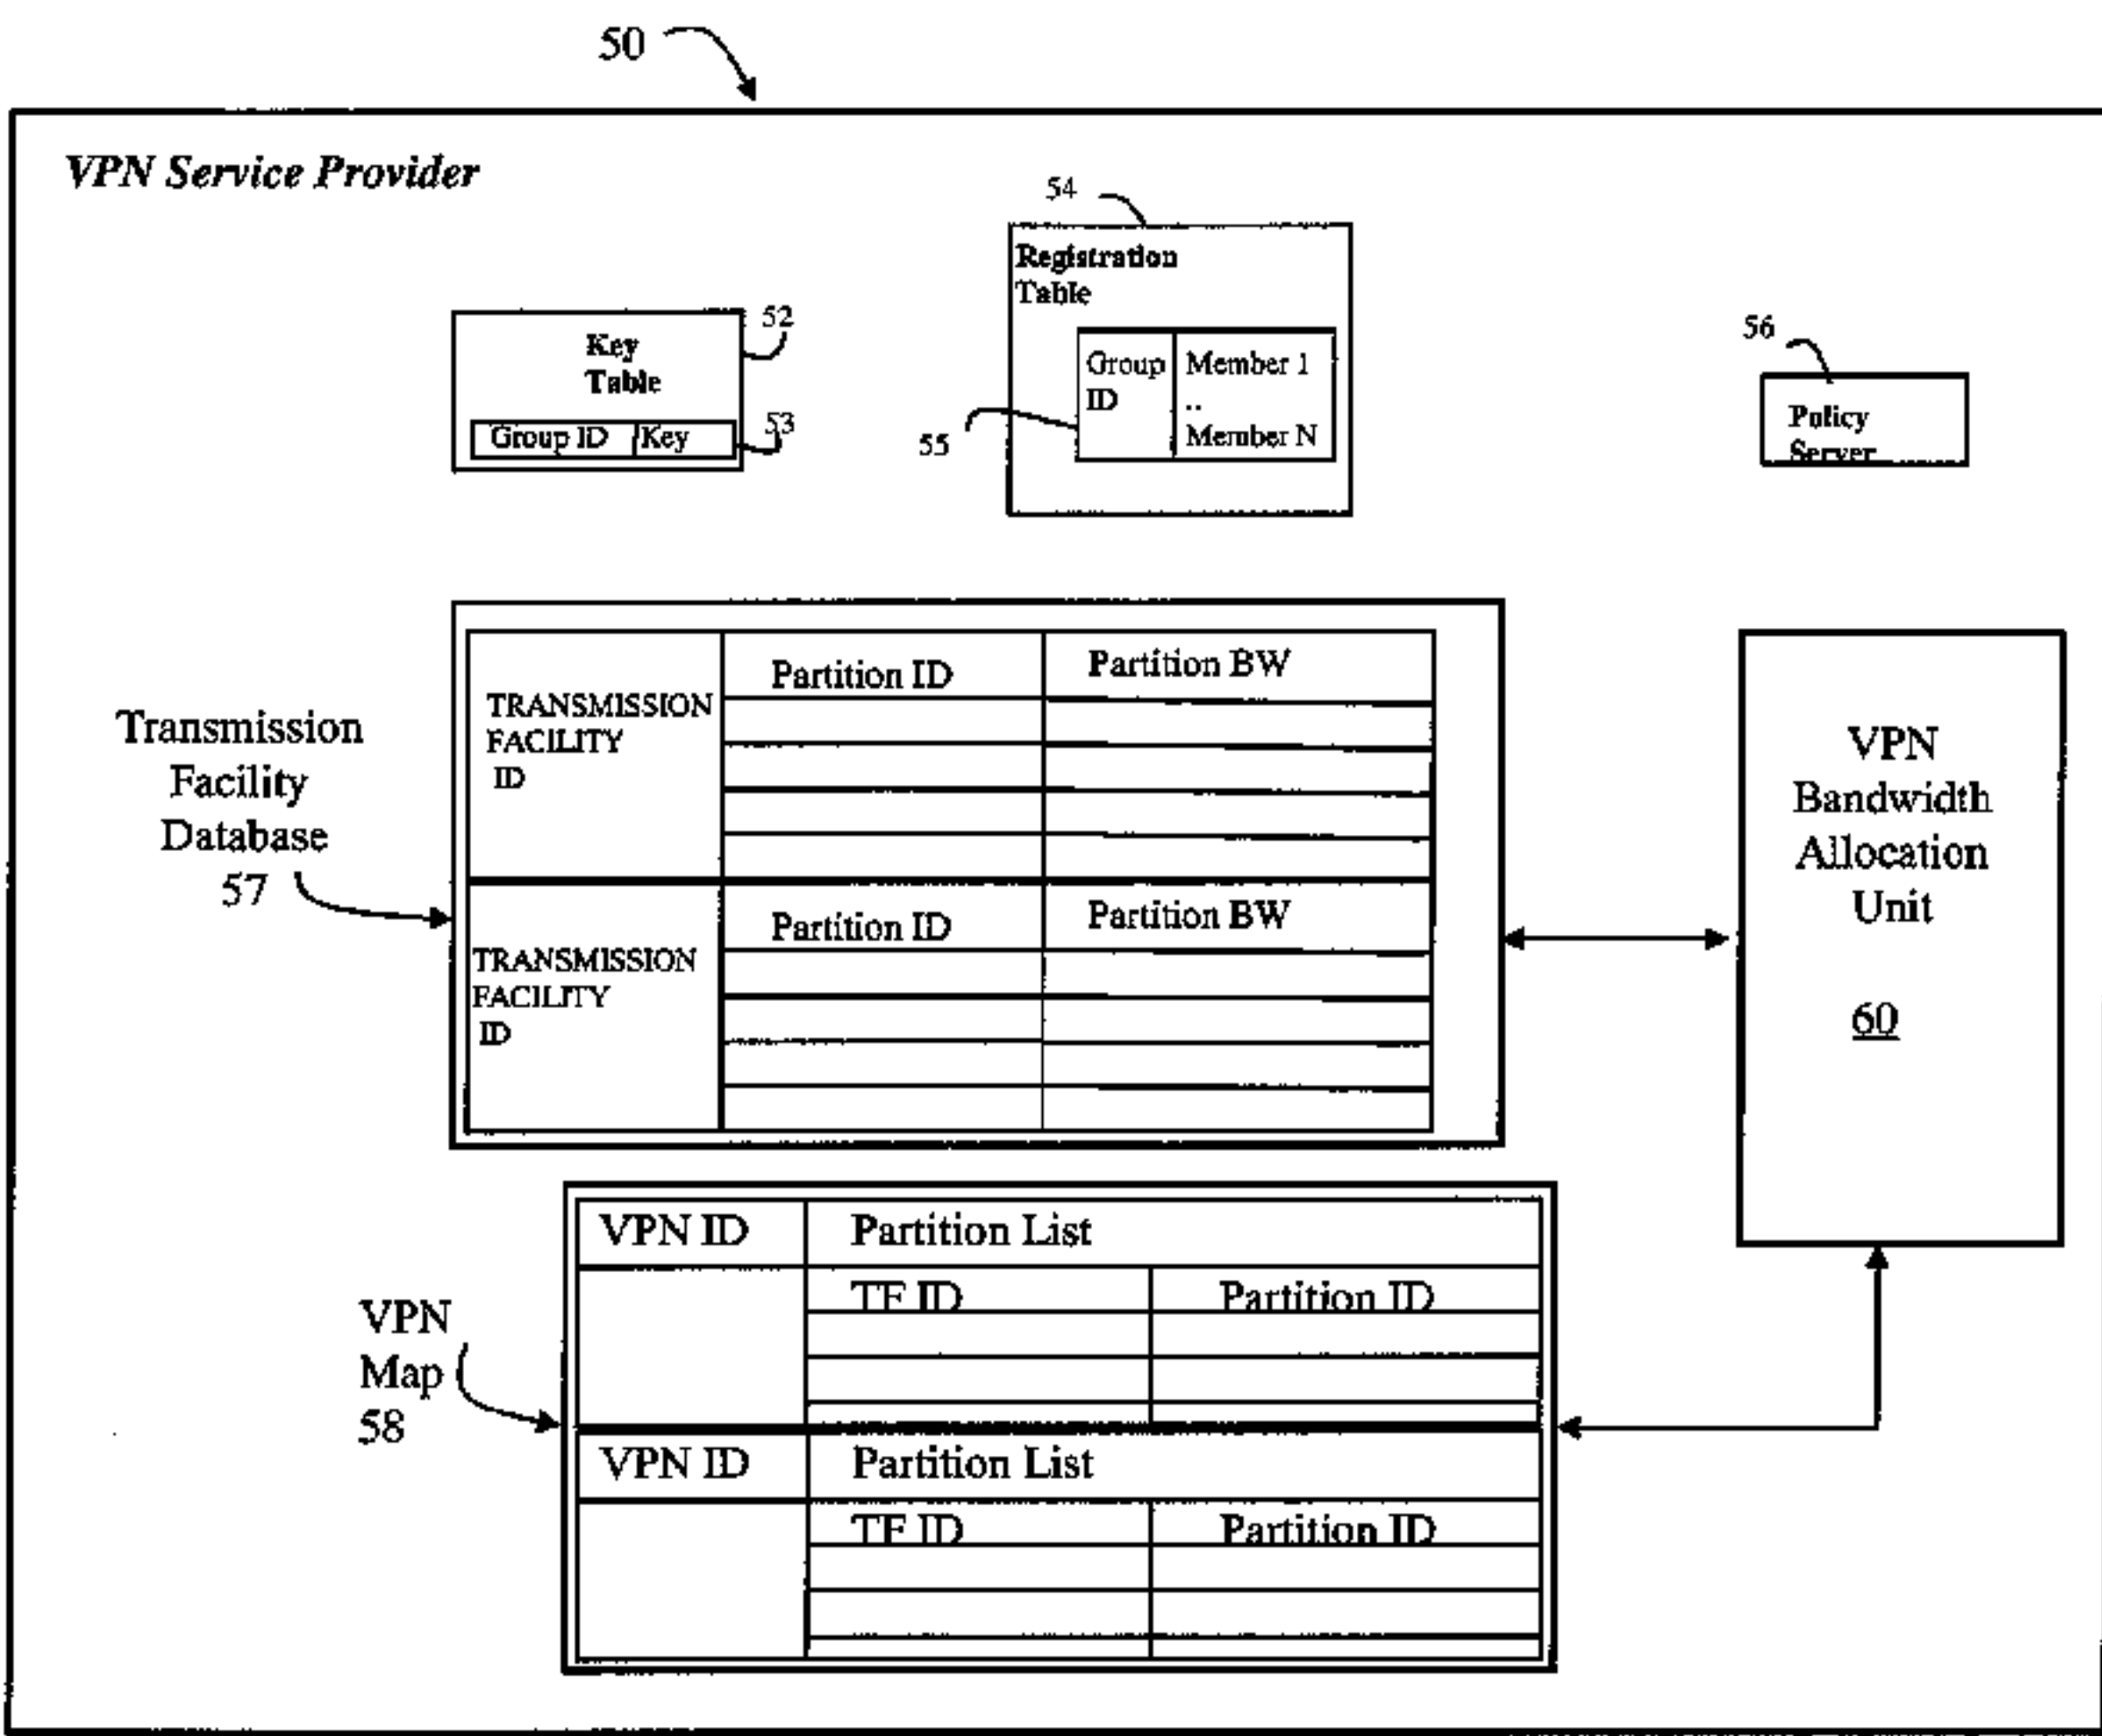 50
VPN Service Provider
54
Registration
Table
Group ID
Member 1
..
Member N
55
52
Key
Table
Group ID Key
53
56
Policy
Server
Transmission
Facility
Database
57
TRANSMISSION
FACILITY
ID
Partition ID
Partition BW
TRANSMISSION
FACILITY
ID
Partition ID
Partition BW
VPN
Bandwidth
Allocation
Unit
60
VPN
Map
58
VPN ID
Partition List
TF ID
Partition ID
VPN ID
Partition List
TF ID
Partition ID